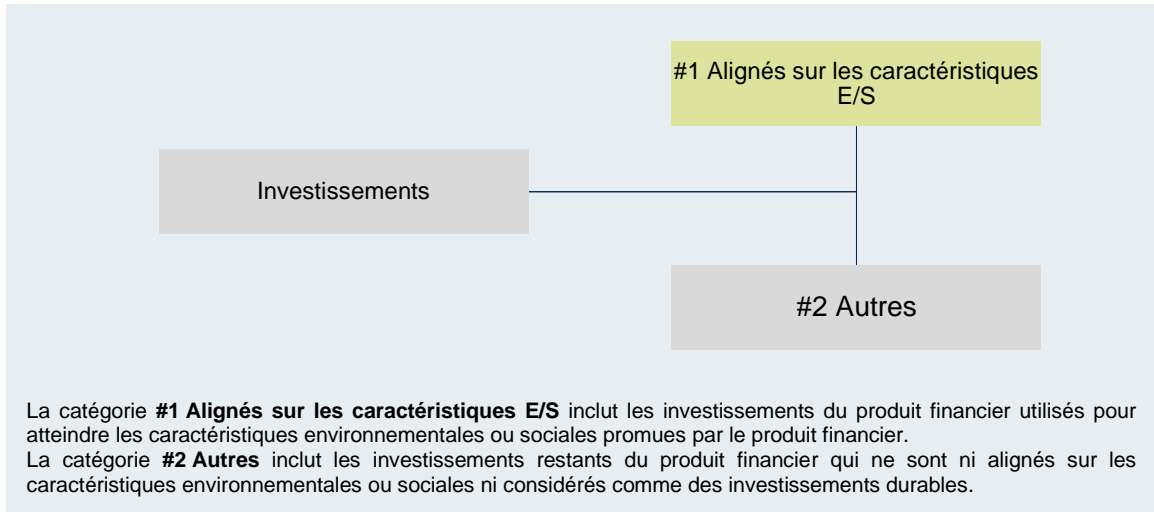 #1 Alignés sur les caractéristiques
E/S
Investissements
#2 Autres
La catégorie #1 Alignés sur les caractéristiques E/S inclut les investissements du produit financier utilisés pour
atteindre les caractéristiques environnementales ou sociales promues par le produit financier.
La catégorie #2 Autres inclut les investissements restants du produit financier qui ne sont ni alignés sur les
caractéristiques environnementales ou sociales ni considérés comme des investissements durables.